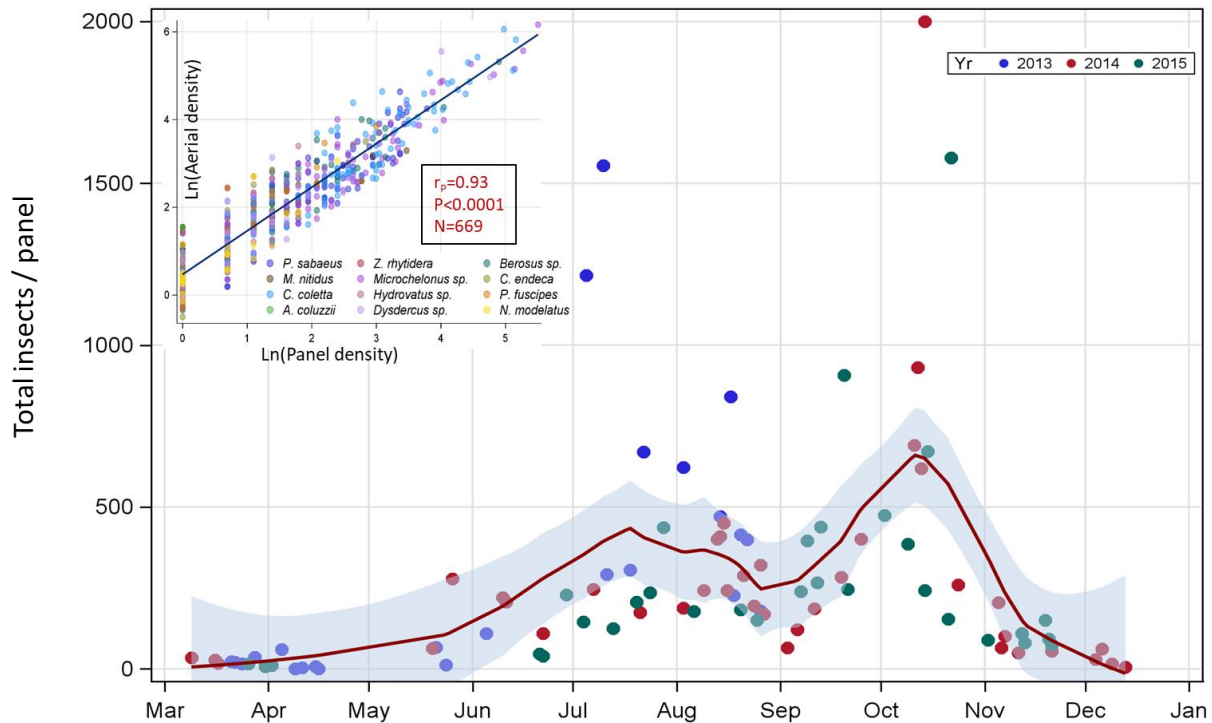 2000
1500
1000
500
0
Total insects / panel
Mar Apr May Jun Jul Aug Sep Oct Nov Dec Jan
Yr 2013 2014 2015
6
4
2
0
Ln(Aerial density)
rP=0.93
P<0.0001
N=669
P. sabaeus Z. rhytidera Berosus sp.
M. nitidus Microchelonus sp. C. endeca
C. coletta Hydrovatus sp. P. fuscipes
A. coluzzii Dysdercus sp. N. modelatus
0 1 2 3 4 5
Ln(Panel density)